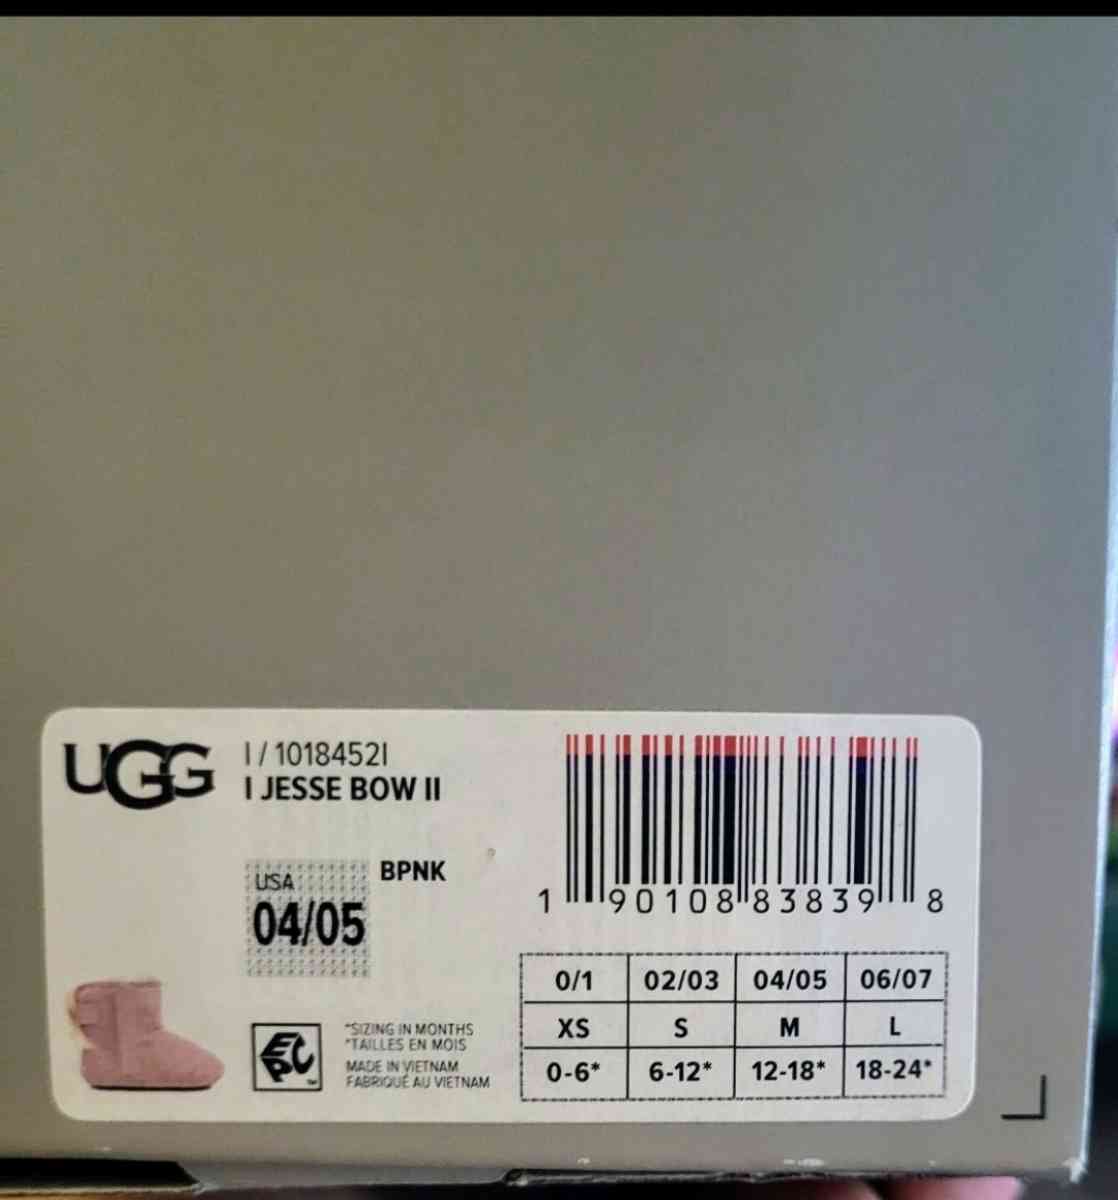 UGG
I / 1018452I
I JESSE BOW II
BPNK
USA
04/05
1 90108 83839 8
0/1 02/03 04/05 06/07
XS S M L
0-6* 6-12* 12-18* 18-24*
*SIZING IN MONTHS
*TAILLES EN MOIS
MADE IN VIETNAM
FABRIQUÉ AU VIETNAM